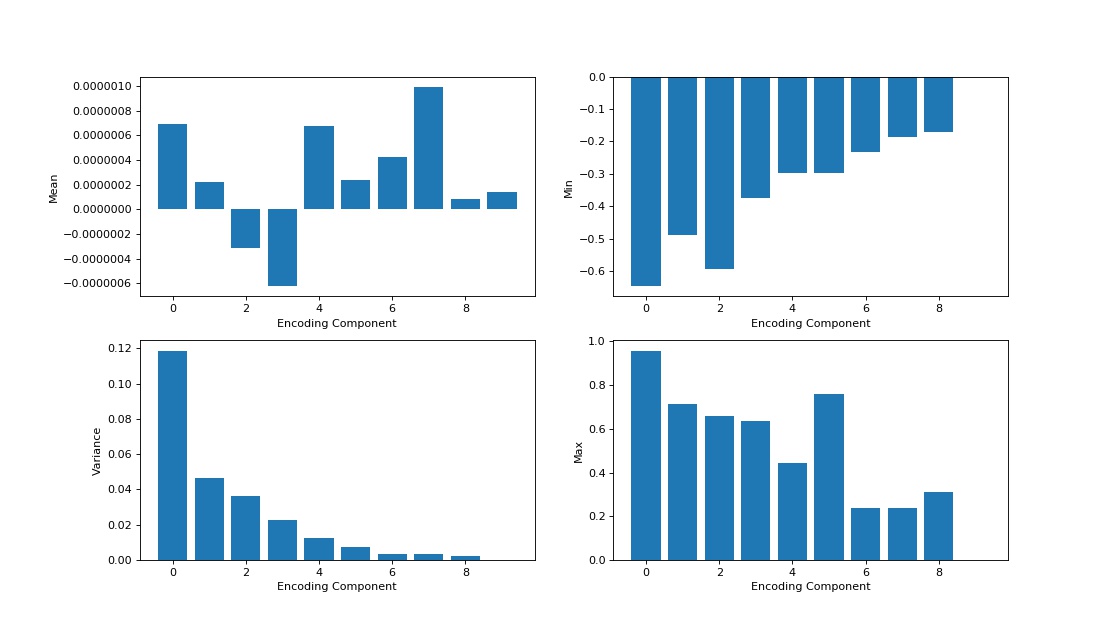 Mean
0.0000010
0.0000008
0.0000006
0.0000004
0.0000002
0.0000000
−0.0000002
−0.0000004
−0.0000006
0 2 4 6 8
Encoding Component
Min
0.0
−0.1
−0.2
−0.3
−0.4
−0.5
−0.6
0 2 4 6 8
Encoding Component
Variance
0.12
0.10
0.08
0.06
0.04
0.02
0.00
0 2 4 6 8
Encoding Component
Max
1.0
0.8
0.6
0.4
0.2
0.0
0 2 4 6 8
Encoding Component